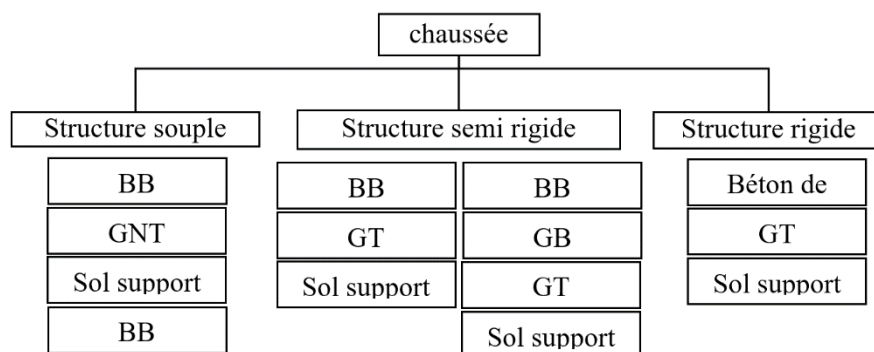 chaussée
Structure souple
Structure semi rigide
Structure rigide
BB
GNT
Sol support
BB
BB
GT
Sol support
BB
GB
GT
Sol support
Béton de
GT
Sol support